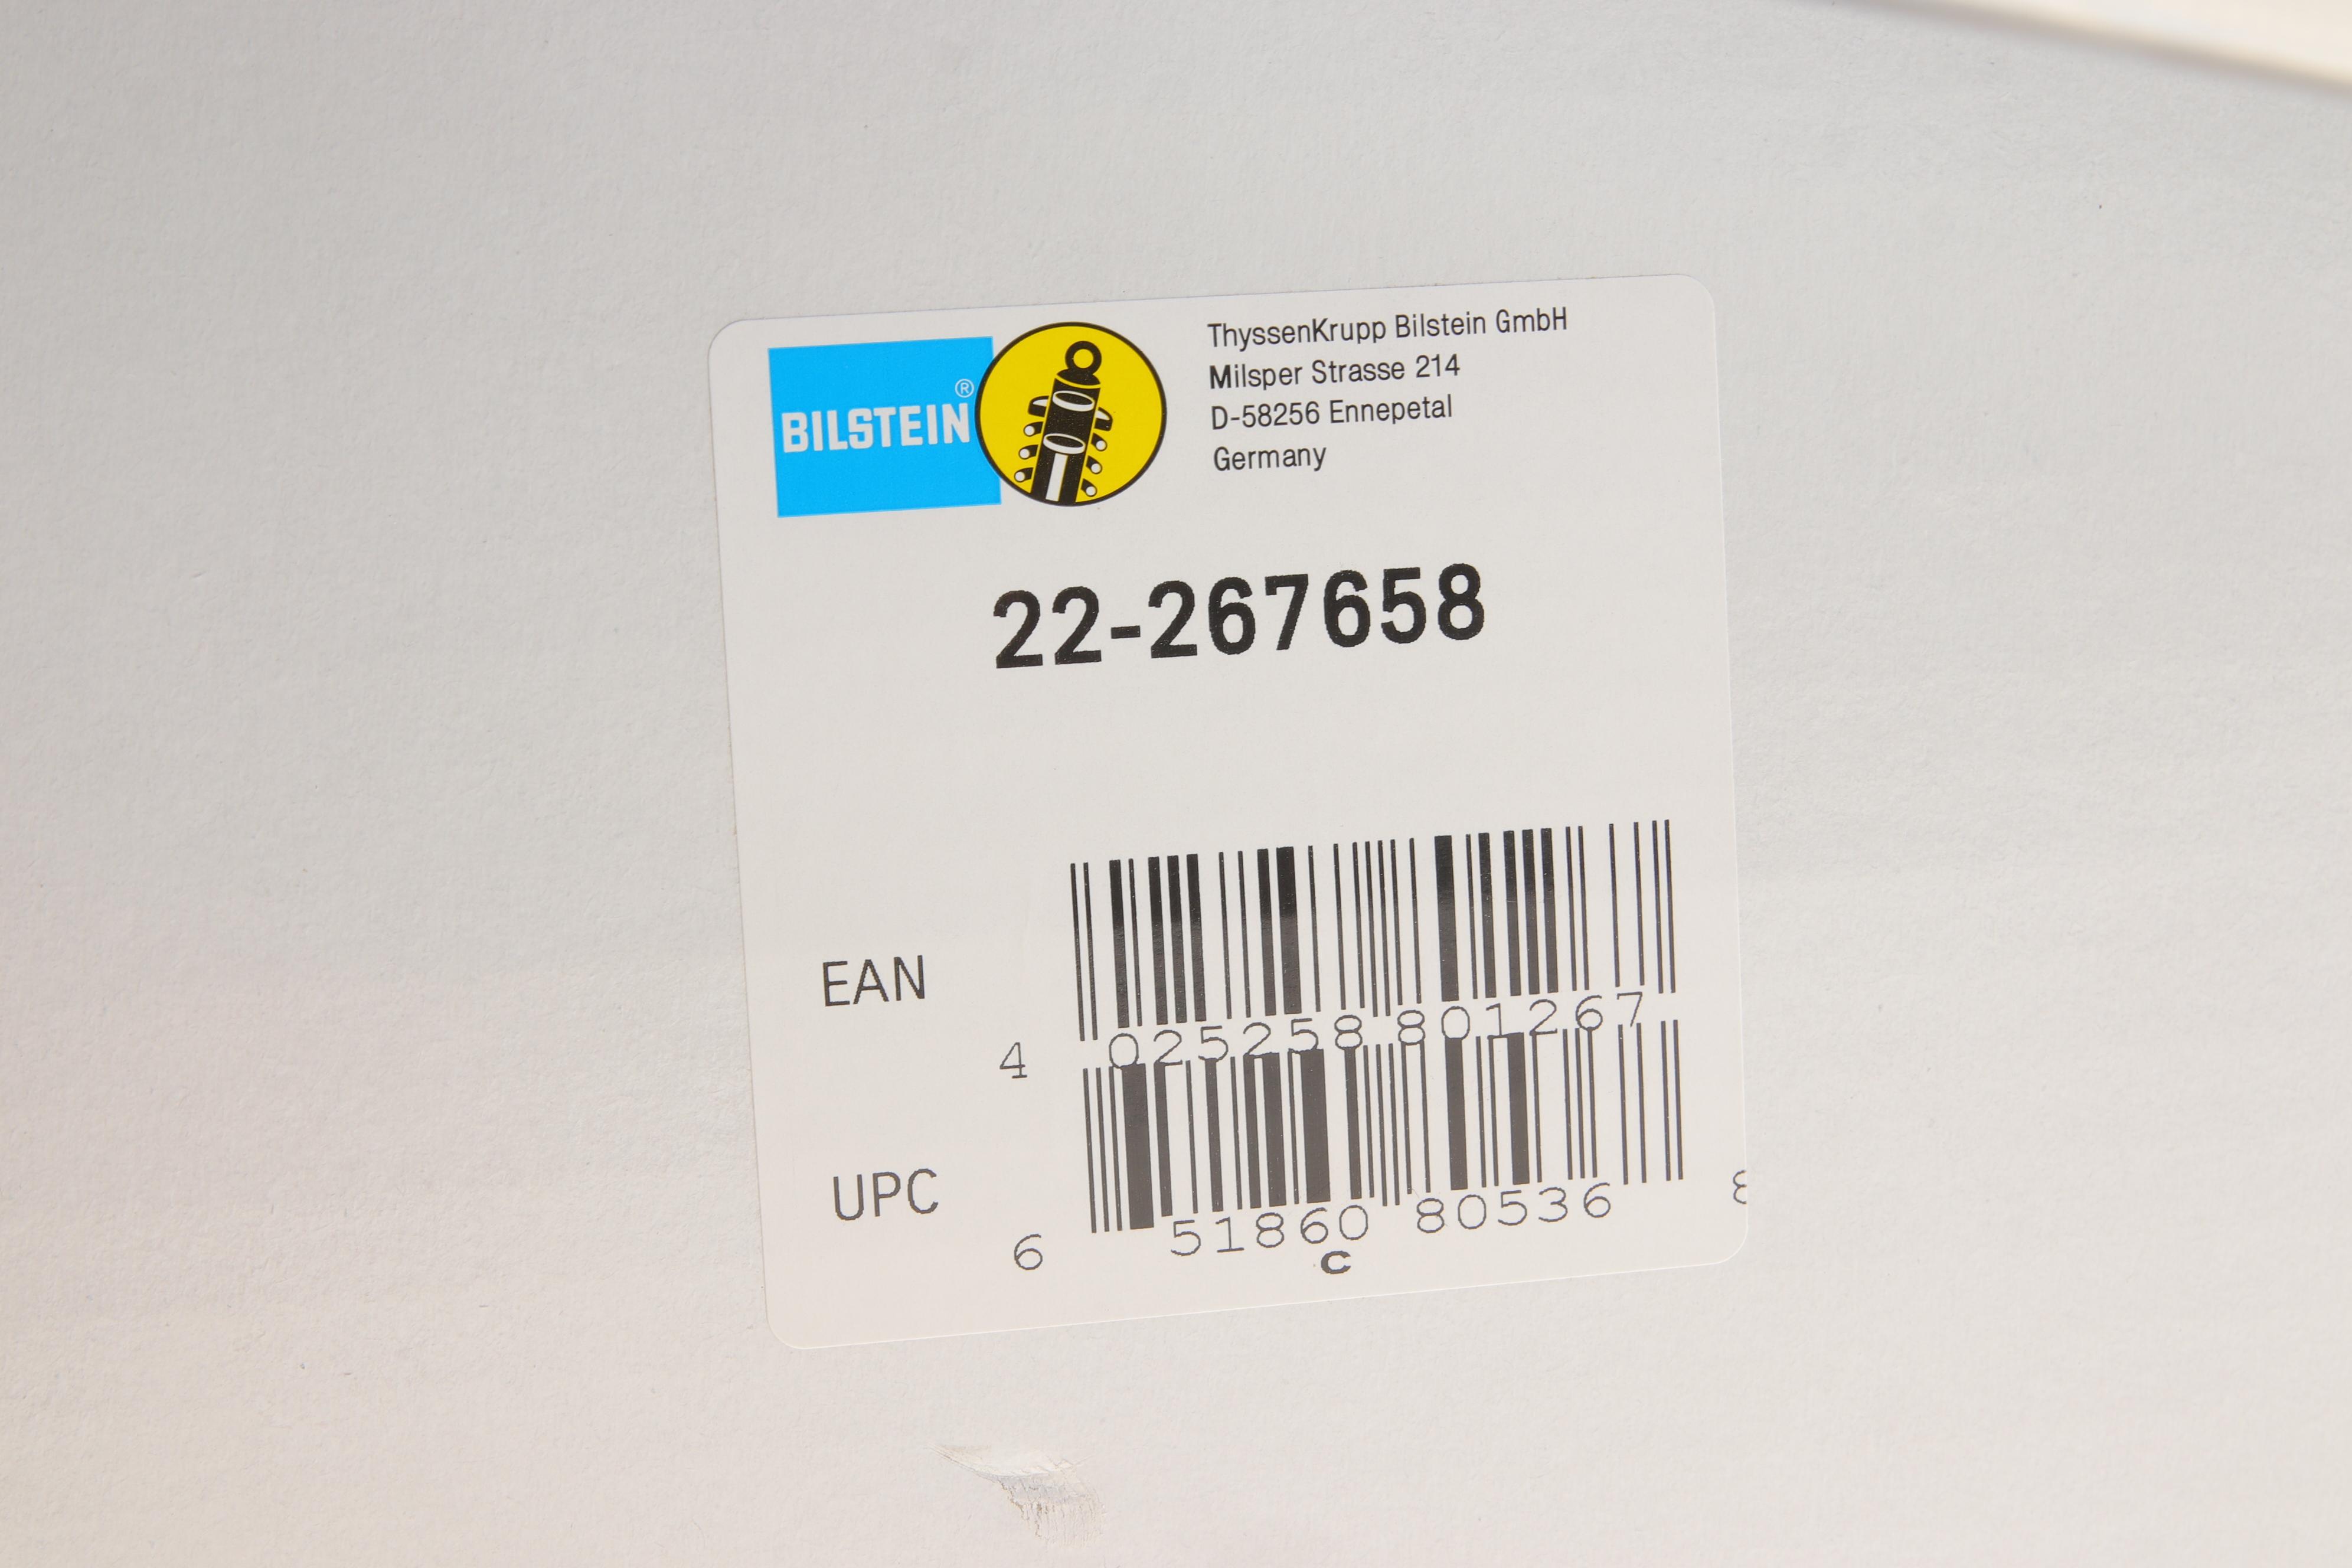 BILSTEIN®
ThyssenKrupp Bilstein GmbH
Milsper Strasse 214
D-58256 Ennepetal
Germany
22-267658
EAN
4 025258 801267
UPC
6 51860 80536 8
C